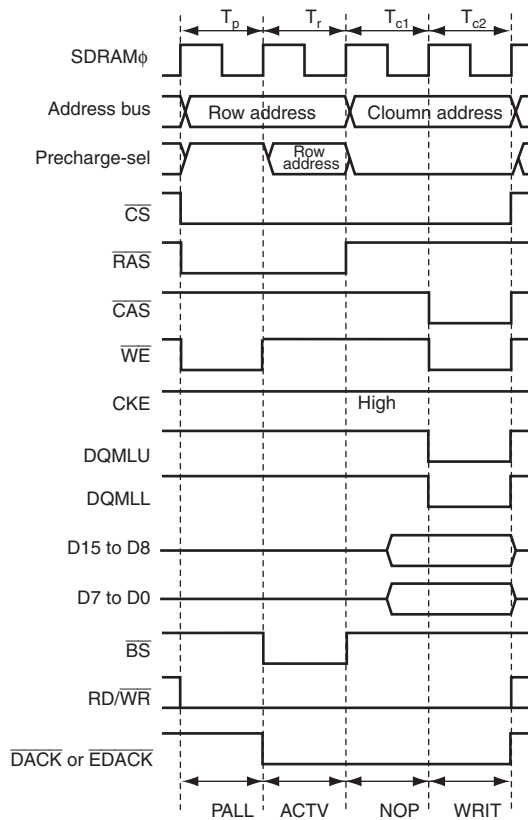 Tp Tr Tc1 Tc2
SDRAMφ
Address bus Row address Cloumn address
Precharge-sel Row address
CS
RAS
CAS
WE
CKE High
DQMLU
DQMLL
D15 to D8
D7 to D0
BS
RD/WR
DACK or EDACK
PALL ACTV NOP WRIT